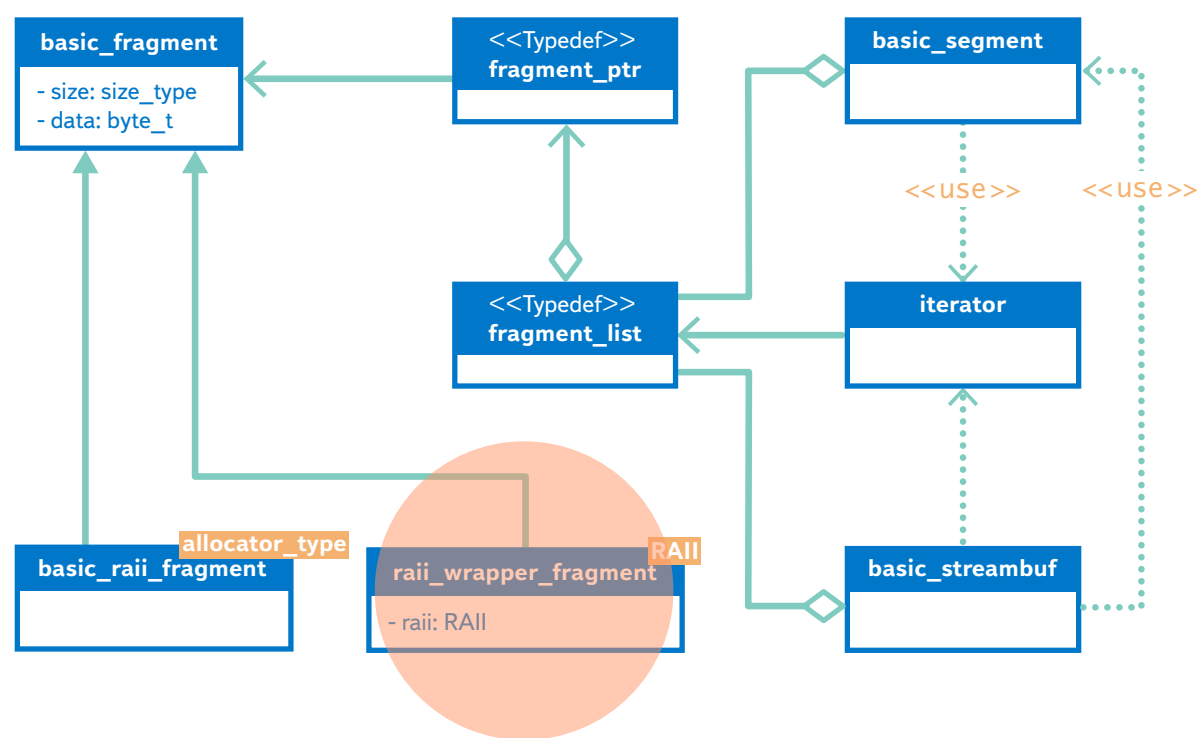 basic_fragment
- size: size_type
- data: byte_t
<<Typedef>>
fragment_ptr
basic_segment
<<use>>
<<use>>
<<Typedef>>
fragment_list
iterator
allocator_type
basic_raii_fragment
RAII
raii_wrapper_fragment
- raii: RAII
basic_streambuf